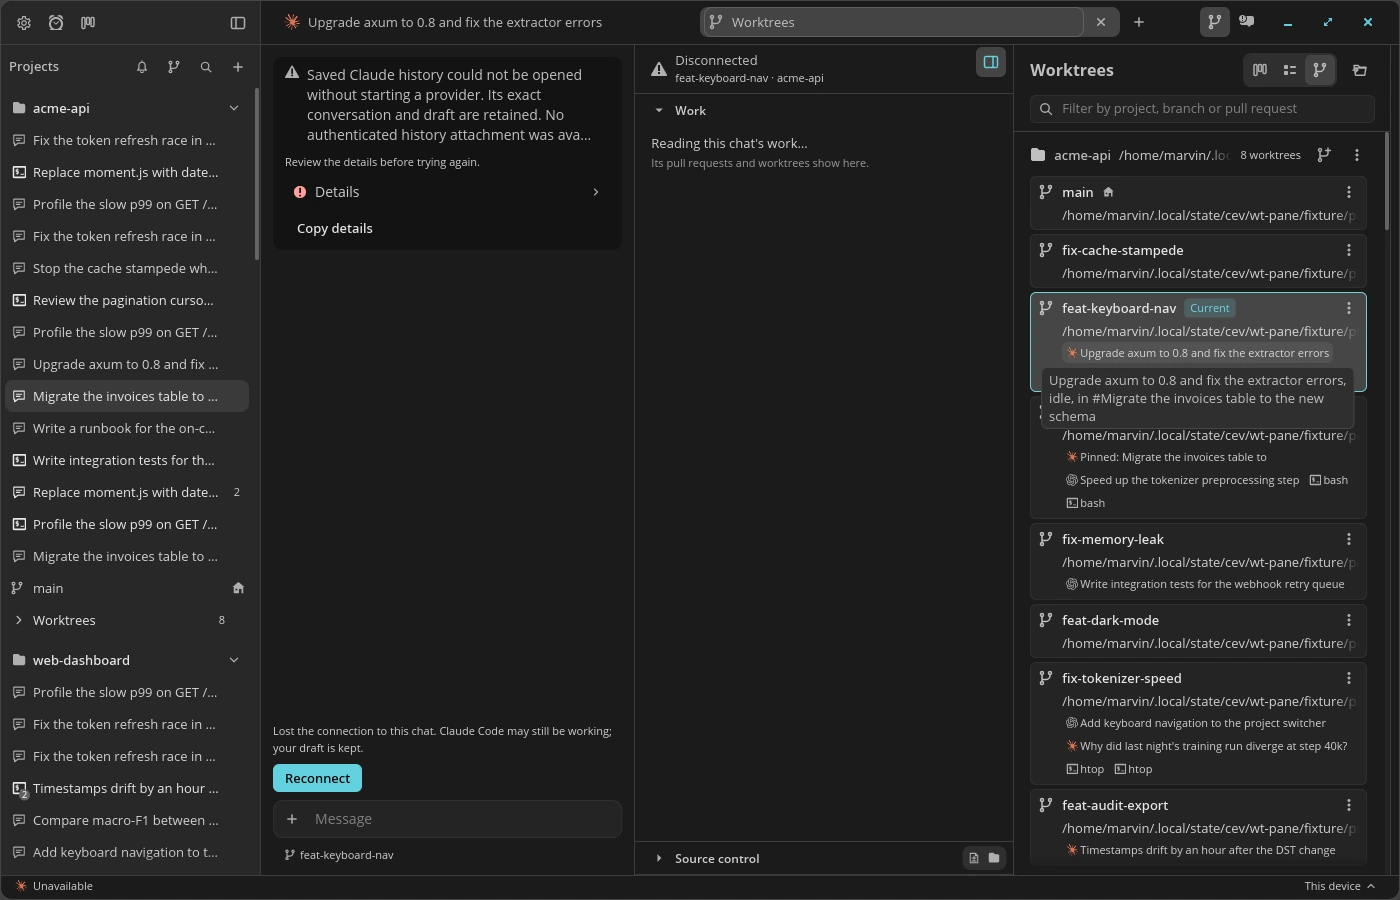 Upgrade axum to 0.8 and fix the extractor errors
Worktrees
Projects
acme-api
Fix the token refresh race in ...
Replace moment.js with date...
Profile the slow p99 on GET /...
Fix the token refresh race in ...
Stop the cache stampede wh...
Review the pagination curso...
Profile the slow p99 on GET /...
Upgrade axum to 0.8 and fix ...
Migrate the invoices table to ...
Write a runbook for the on-c...
Write integration tests for th...
Replace moment.js with date... 2
Profile the slow p99 on GET /...
Migrate the invoices table to ...
main
Worktrees 8
web-dashboard
Profile the slow p99 on GET /...
Fix the token refresh race in ...
Fix the token refresh race in ...
2 Timestamps drift by an hour ...
Compare macro-F1 between ...
Add keyboard navigation to t...
Saved Claude history could not be opened
without starting a provider. Its exact
conversation and draft are retained. No
authenticated history attachment was ava...
Review the details before trying again.
Details
Copy details
Lost the connection to this chat. Claude Code may still be working;
your draft is kept.
Reconnect
Message
feat-keyboard-nav
Disconnected
feat-keyboard-nav · acme-api
Work
Reading this chat's work...
Its pull requests and worktrees show here.
Source control
Worktrees
Filter by project, branch or pull request
acme-api /home/marvin/.loc 8 worktrees
main
/home/marvin/.local/state/cev/wt-pane/fixture/p
fix-cache-stampede
/home/marvin/.local/state/cev/wt-pane/fixture/p
feat-keyboard-nav Current
/home/marvin/.local/state/cev/wt-pane/fixture/p
Upgrade axum to 0.8 and fix the extractor errors
Upgrade axum to 0.8 and fix the extractor errors,
idle, in #Migrate the invoices table to the new
schema
/home/marvin/.local/state/cev/wt-pane/fixture/p
Pinned: Migrate the invoices table to
Speed up the tokenizer preprocessing step bash
bash
fix-memory-leak
/home/marvin/.local/state/cev/wt-pane/fixture/p
Write integration tests for the webhook retry queue
feat-dark-mode
/home/marvin/.local/state/cev/wt-pane/fixture/p
fix-tokenizer-speed
/home/marvin/.local/state/cev/wt-pane/fixture/p
Add keyboard navigation to the project switcher
Why did last night's training run diverge at step 40k?
htop htop
feat-audit-export
/home/marvin/.local/state/cev/wt-pane/fixture/p
Timestamps drift by an hour after the DST change
Unavailable
This device